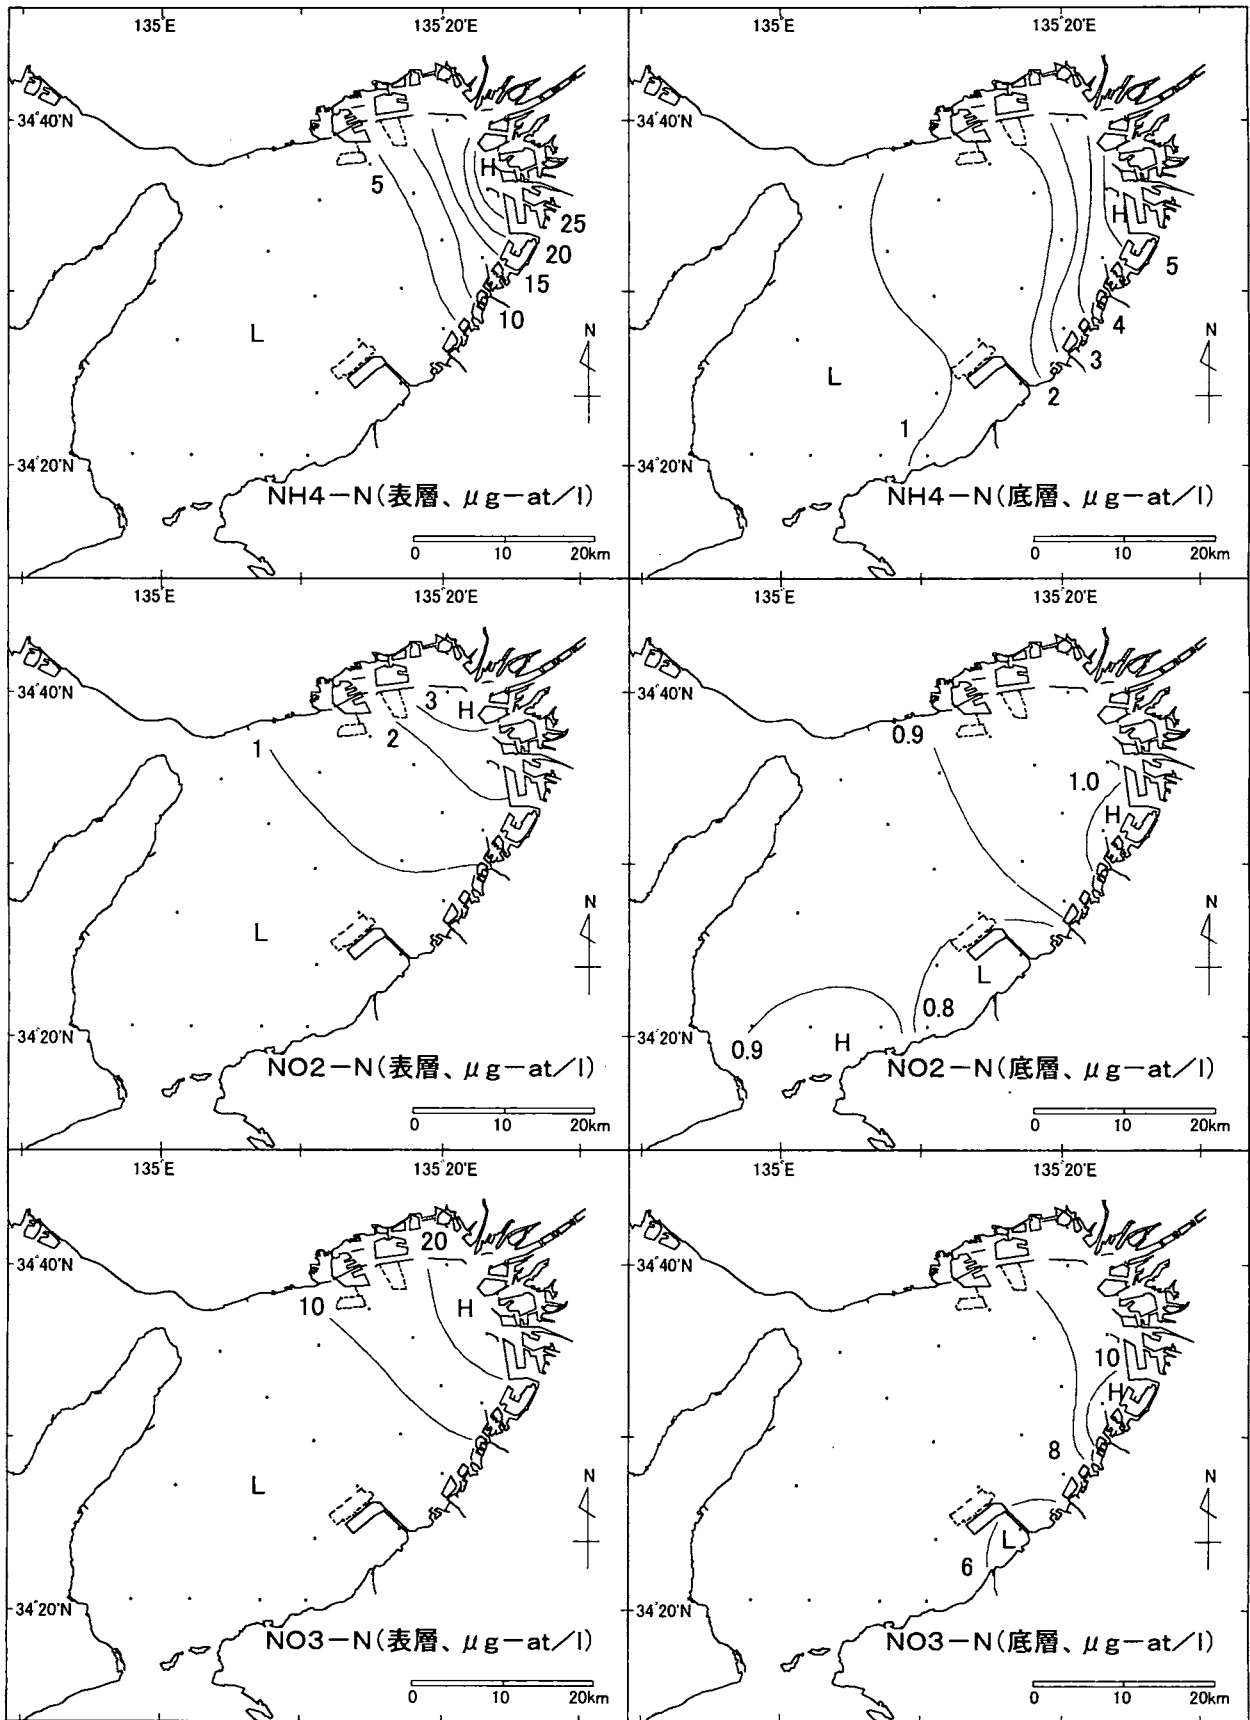 135°E 135°20'E 135°E 135°20'E
34°40'N 34°40'N
5 H 25 20 15 10 L N
H 5 4 3 2 1 L N
34°20'N 34°20'N
NH4-N(表層、μg-at/l) NH4-N(底層、μg-at/l)
0 10 20km 0 10 20km
135°E 135°20'E 135°E 135°20'E
34°40'N 34°40'N
3 H 2 1 L N
0.9 1.0 H L 0.8 0.9 H N
34°20'N 34°20'N
NO2-N(表層、μg-at/l) NO2-N(底層、μg-at/l)
0 10 20km 0 10 20km
135°E 135°20'E 135°E 135°20'E
34°40'N 34°40'N
20 10 H L N
10 H 8 L 6 N
34°20'N 34°20'N
NO3-N(表層、μg-at/l) NO3-N(底層、μg-at/l)
0 10 20km 0 10 20km